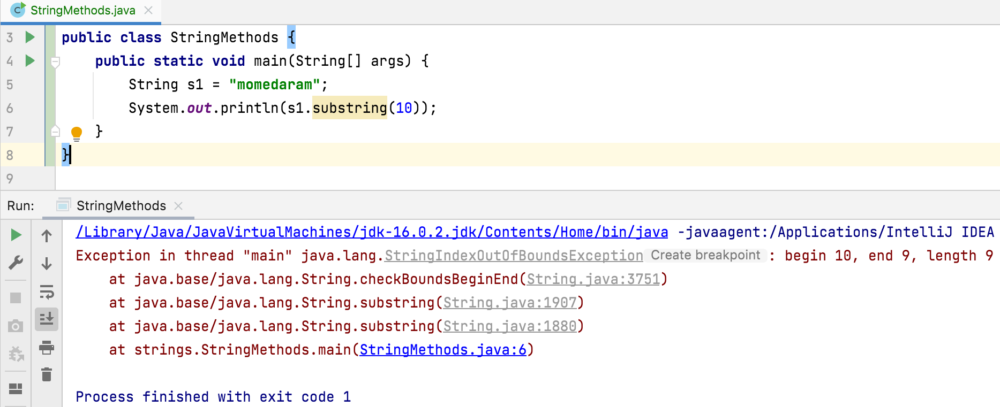 C StringMethods.java
3 public class StringMethods {
4 public static void main(String[] args) {
5 String s1 = "momedaram";
6 System.out.println(s1.substring(10));
7 }
8 }
9
Run: StringMethods
/Library/Java/JavaVirtualMachines/jdk-16.0.2.jdk/Contents/Home/bin/java -javaagent:/Applications/IntelliJ IDEA
Exception in thread "main" java.lang.StringIndexOutOfBoundsException Create breakpoint : begin 10, end 9, length 9
at java.base/java.lang.String.checkBoundsBeginEnd(String.java:3751)
at java.base/java.lang.String.substring(String.java:1907)
at java.base/java.lang.String.substring(String.java:1880)
at strings.StringMethods.main(StringMethods.java:6)
Process finished with exit code 1